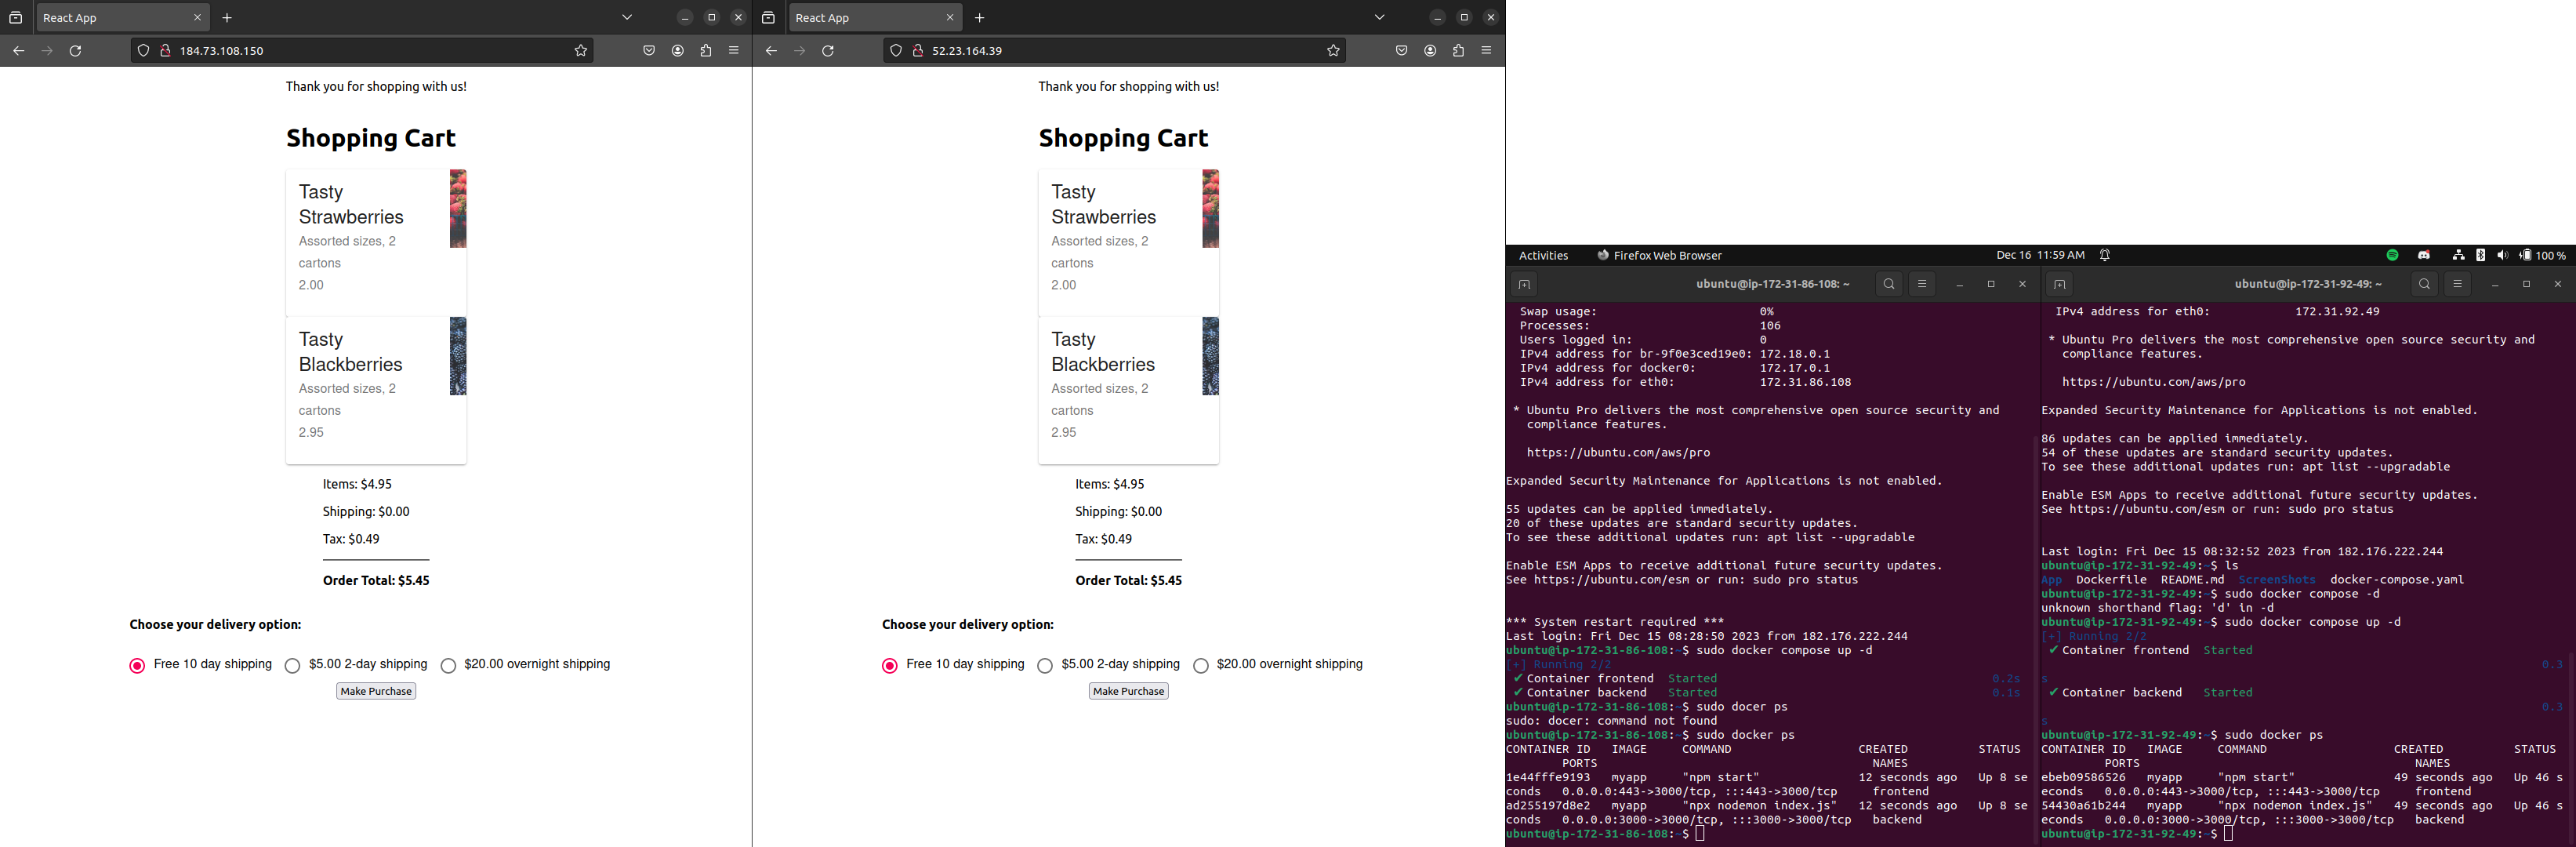 React App
184.73.108.150
Thank you for shopping with us!
Shopping Cart
Tasty
Strawberries
Assorted sizes, 2
cartons
2.00
Tasty
Blackberries
Assorted sizes, 2
cartons
2.95
Items: $4.95
Shipping: $0.00
Tax: $0.49
Order Total: $5.45
Choose your delivery option:
Free 10 day shipping $5.00 2-day shipping $20.00 overnight shipping
Make Purchase
React App
52.23.164.39
Thank you for shopping with us!
Shopping Cart
Tasty
Strawberries
Assorted sizes, 2
cartons
2.00
Tasty
Blackberries
Assorted sizes, 2
cartons
2.95
Items: $4.95
Shipping: $0.00
Tax: $0.49
Order Total: $5.45
Choose your delivery option:
Free 10 day shipping $5.00 2-day shipping $20.00 overnight shipping
Make Purchase
Activities Firefox Web Browser Dec 16 11:59 AM 100 %
ubuntu@ip-172-31-86-108: ~
Swap usage: 0%
Processes: 106
Users logged in: 0
IPv4 address for br-9f0e3ced19e0: 172.18.0.1
IPv4 address for docker0: 172.17.0.1
IPv4 address for eth0: 172.31.86.108
* Ubuntu Pro delivers the most comprehensive open source security and
compliance features.
https://ubuntu.com/aws/pro
Expanded Security Maintenance for Applications is not enabled.
55 updates can be applied immediately.
20 of these updates are standard security updates.
To see these additional updates run: apt list --upgradable
Enable ESM Apps to receive additional future security updates.
See https://ubuntu.com/esm or run: sudo pro status
*** System restart required ***
Last login: Fri Dec 15 08:28:50 2023 from 182.176.222.244
ubuntu@ip-172-31-86-108:~$ sudo docker compose up -d
[+] Running 2/2
✔ Container frontend Started 0.2s
✔ Container backend Started 0.1s
ubuntu@ip-172-31-86-108:~$ sudo docer ps
sudo: docer: command not found
ubuntu@ip-172-31-86-108:~$ sudo docker ps
CONTAINER ID IMAGE COMMAND CREATED STATUS
PORTS NAMES
1e44fffe9193 myapp "npm start" 12 seconds ago Up 8 se
conds 0.0.0.0:443->3000/tcp, :::443->3000/tcp frontend
ad255197d8e2 myapp "npx nodemon index.js" 12 seconds ago Up 8 se
conds 0.0.0.0:3000->3000/tcp, :::3000->3000/tcp backend
ubuntu@ip-172-31-86-108:~$
ubuntu@ip-172-31-92-49: ~
IPv4 address for eth0: 172.31.92.49
* Ubuntu Pro delivers the most comprehensive open source security and
compliance features.
https://ubuntu.com/aws/pro
Expanded Security Maintenance for Applications is not enabled.
86 updates can be applied immediately.
54 of these updates are standard security updates.
To see these additional updates run: apt list --upgradable
Enable ESM Apps to receive additional future security updates.
See https://ubuntu.com/esm or run: sudo pro status
Last login: Fri Dec 15 08:32:52 2023 from 182.176.222.244
ubuntu@ip-172-31-92-49:~$ ls
App Dockerfile README.md ScreenShots docker-compose.yaml
ubuntu@ip-172-31-92-49:~$ sudo docker compose -d
unknown shorthand flag: 'd' in -d
ubuntu@ip-172-31-92-49:~$ sudo docker compose up -d
[+] Running 2/2
✔ Container frontend Started 0.3
s
✔ Container backend Started 0.3
s
ubuntu@ip-172-31-92-49:~$ sudo docker ps
CONTAINER ID IMAGE COMMAND CREATED STATUS
PORTS NAMES
ebeb09586526 myapp "npm start" 49 seconds ago Up 46 s
econds 0.0.0.0:443->3000/tcp, :::443->3000/tcp frontend
54430a61b244 myapp "npx nodemon index.js" 49 seconds ago Up 46 s
econds 0.0.0.0:3000->3000/tcp, :::3000->3000/tcp backend
ubuntu@ip-172-31-92-49:~$